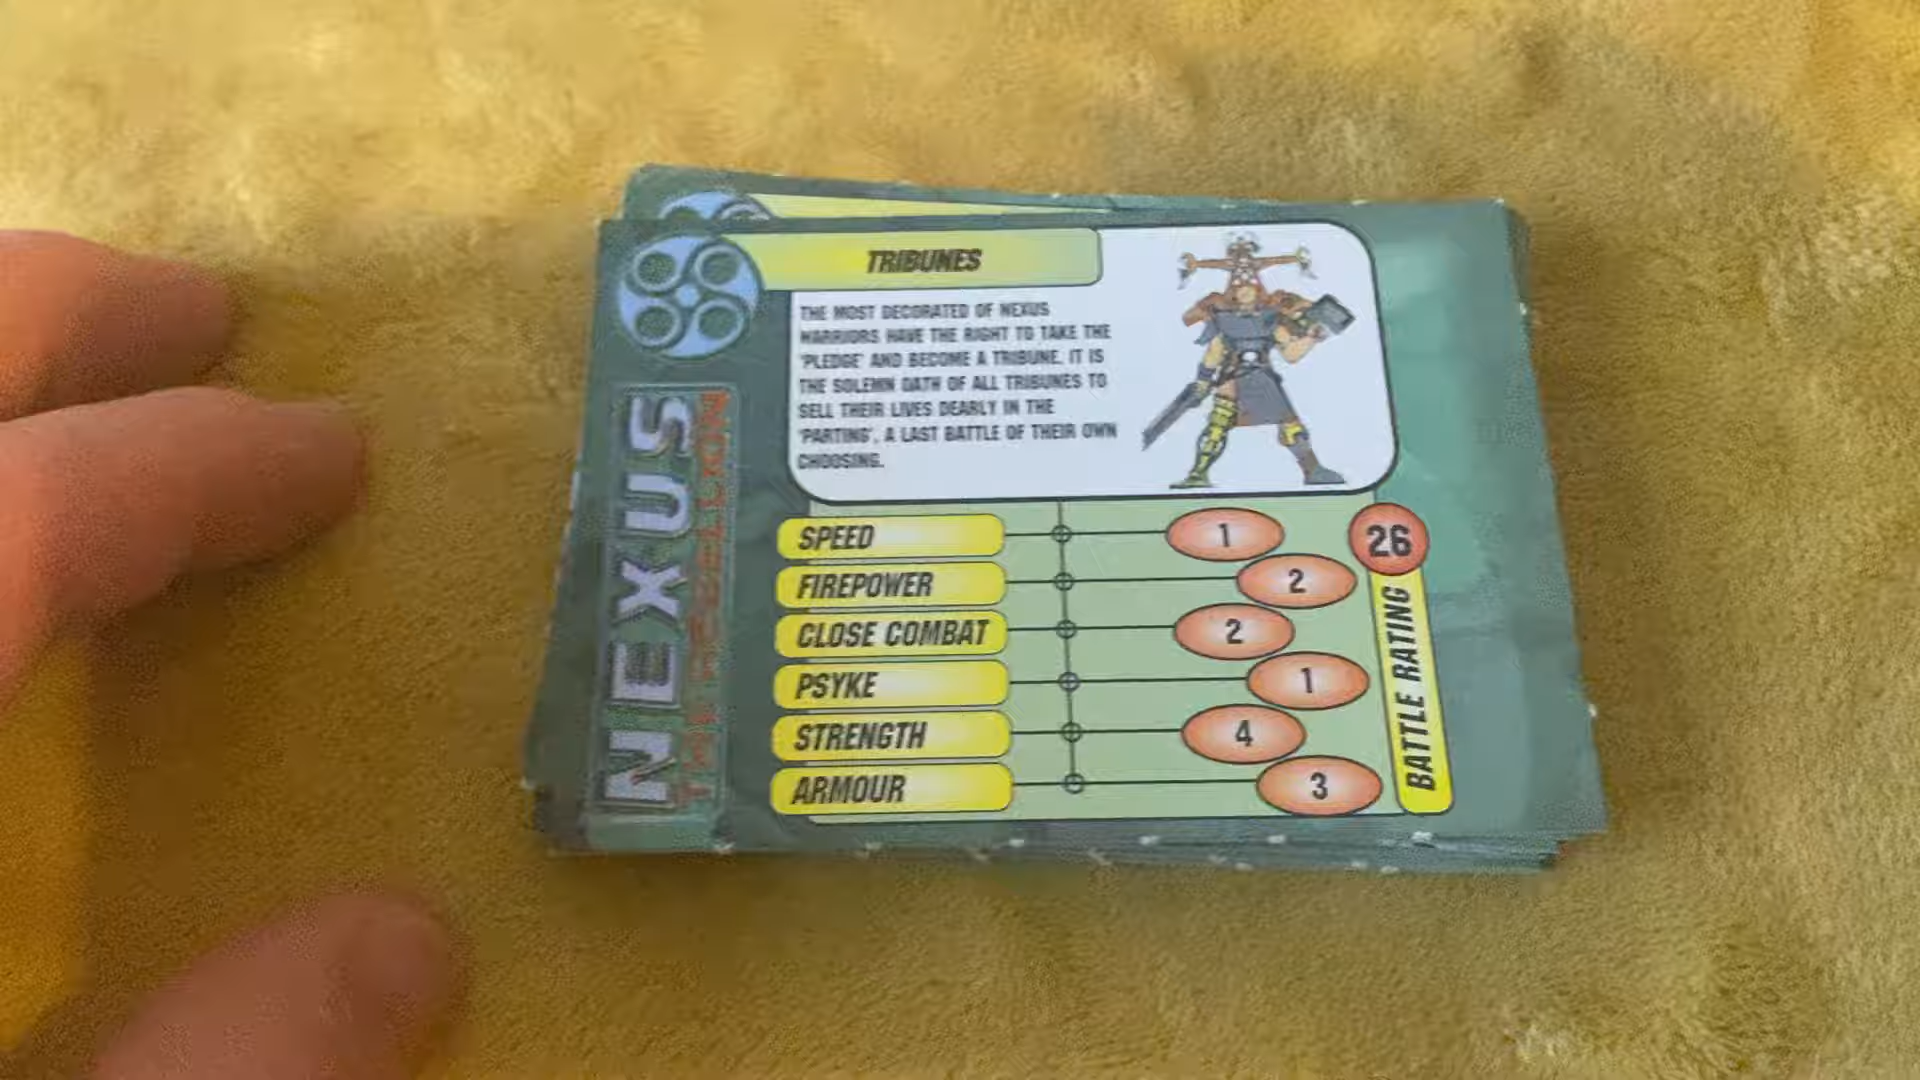 TRIBUNES
THE MOST DECORATED OF NEXUS
WARRIORS HAVE THE RIGHT TO TAKE THE
'PLEDGE' AND BECOME A TRIBUNE. IT IS
THE SOLEMN OATH OF ALL TRIBUNES TO
SELL THEIR LIVES DEARLY IN THE
'PARTING', A LAST BATTLE OF THEIR OWN
CHOOSING.
NEXUS
THE REBELLION
SPEED 1
FIREPOWER 2
CLOSE COMBAT 2
PSYKE 1
STRENGTH 4
ARMOUR 3
26
BATTLE RATING